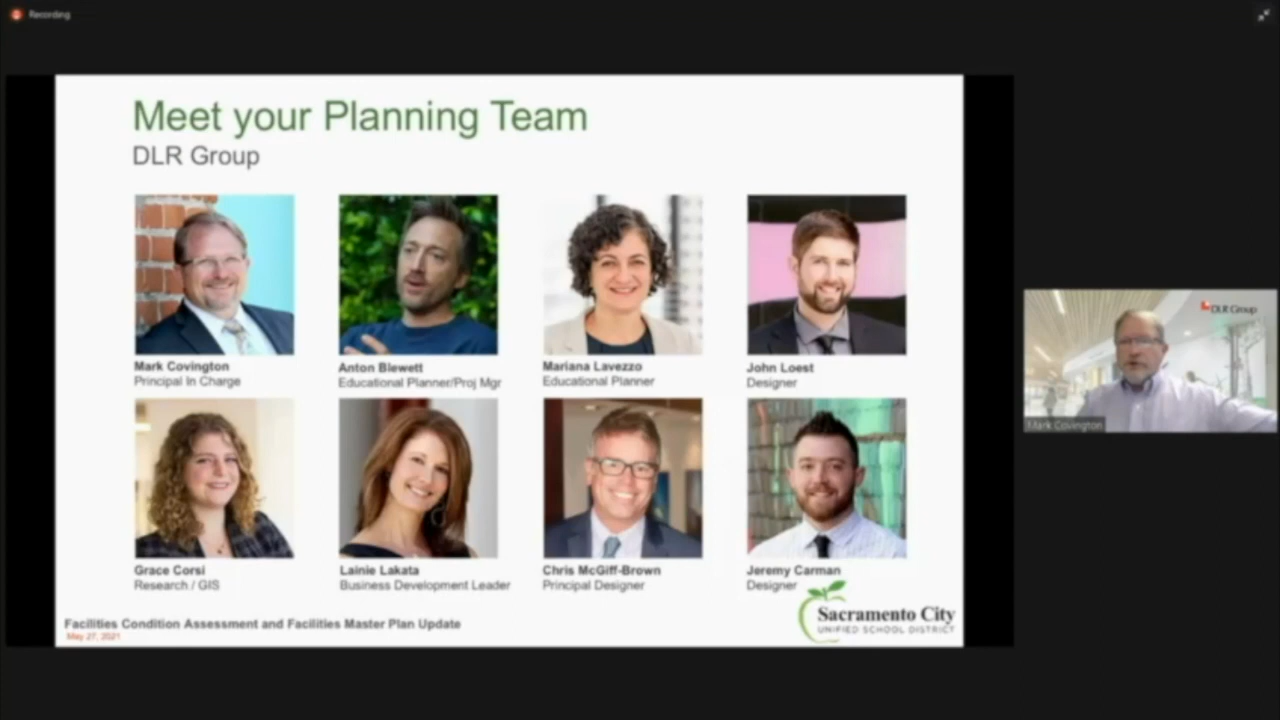 Recording
Meet your Planning Team
DLR Group
Mark Covington
Principal In Charge
Anton Blewett
Educational Planner/Proj Mgr
Mariana Lavezzo
Educational Planner
John Loest
Designer
Grace Corsi
Research / GIS
Lainie Lakata
Business Development Leader
Chris McGiff-Brown
Principal Designer
Jeremy Carman
Designer
Facilities Condition Assessment and Facilities Master Plan Update
May 27, 2021
Sacramento City
UNIFIED SCHOOL DISTRICT
DLR Group
Mark Covington